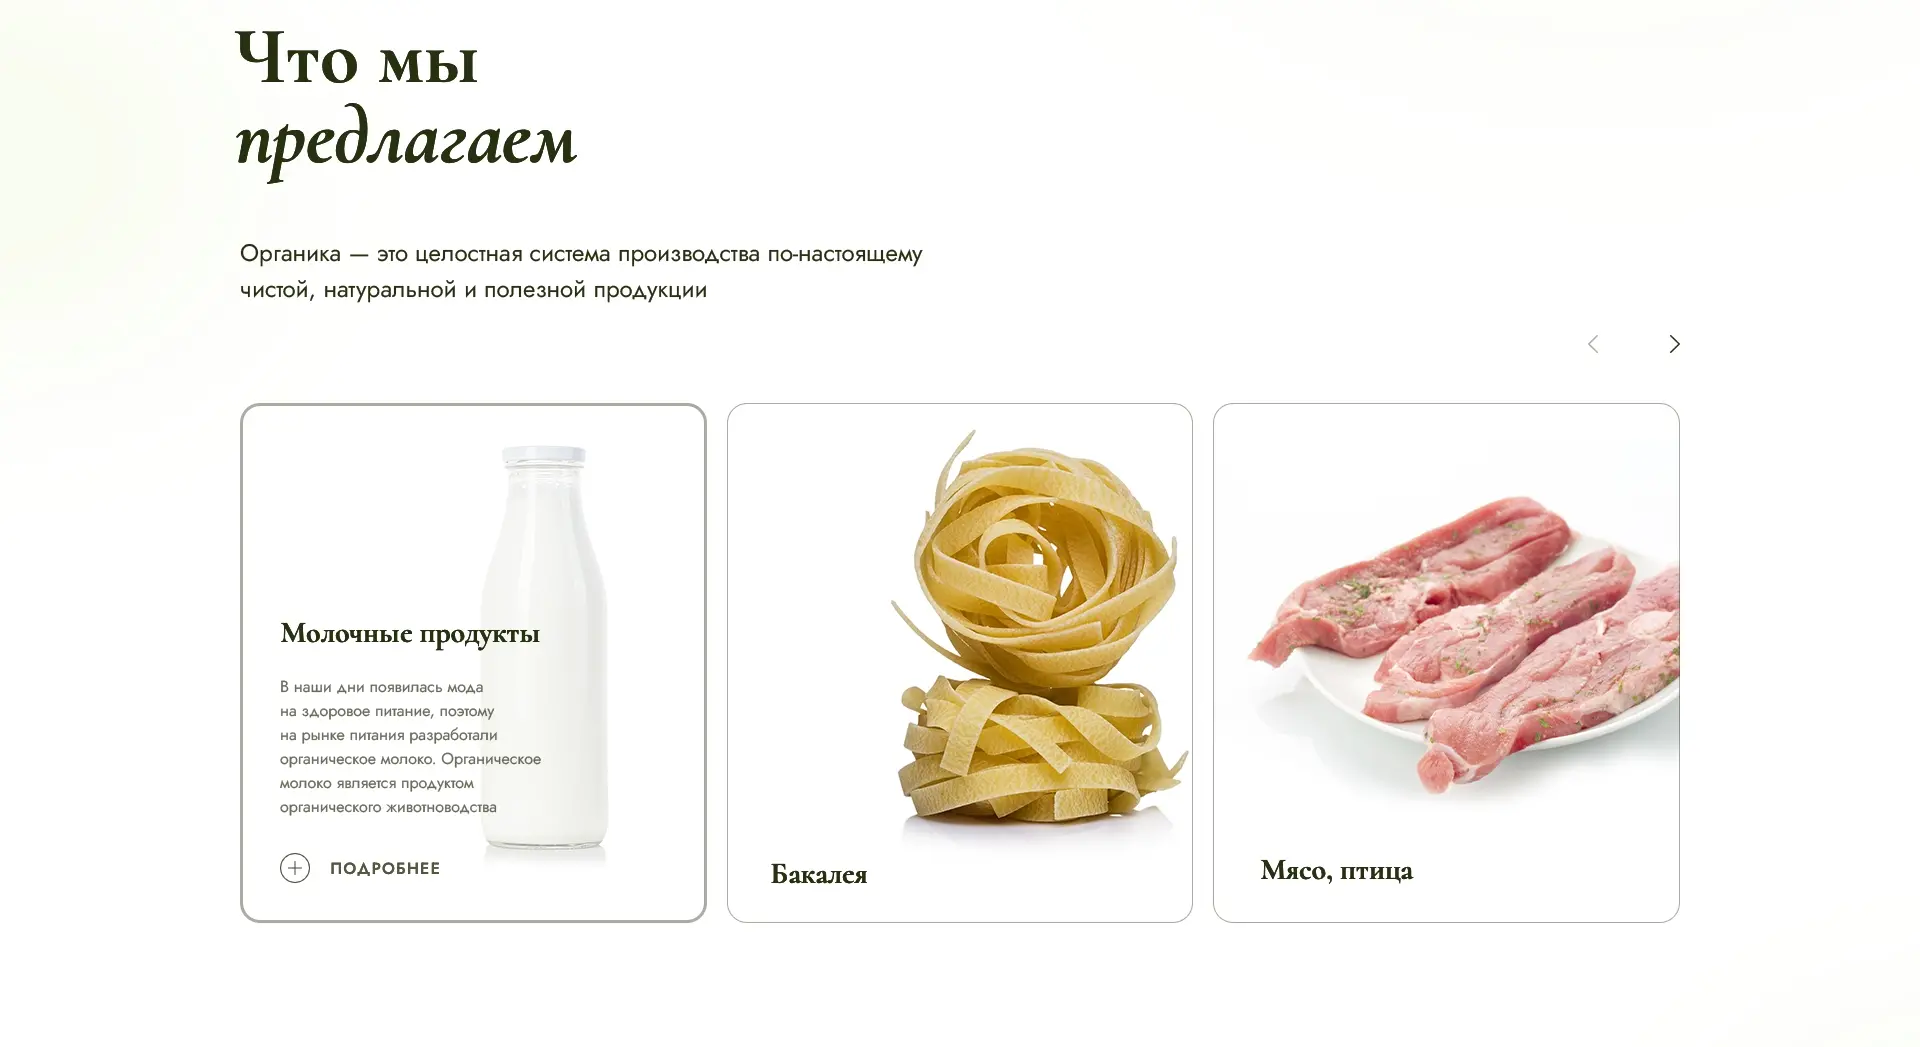 Что мы
предлагаем
Органика — это целостная система производства по-настоящему
чистой, натуральной и полезной продукции
Молочные продукты
В наши дни появилась мода
на здоровое питание, поэтому
на рынке питания разработали
органическое молоко. Органическое
молоко является продуктом
органического животноводства
ПОДРОБНЕЕ
Бакалея
Мясо, птица